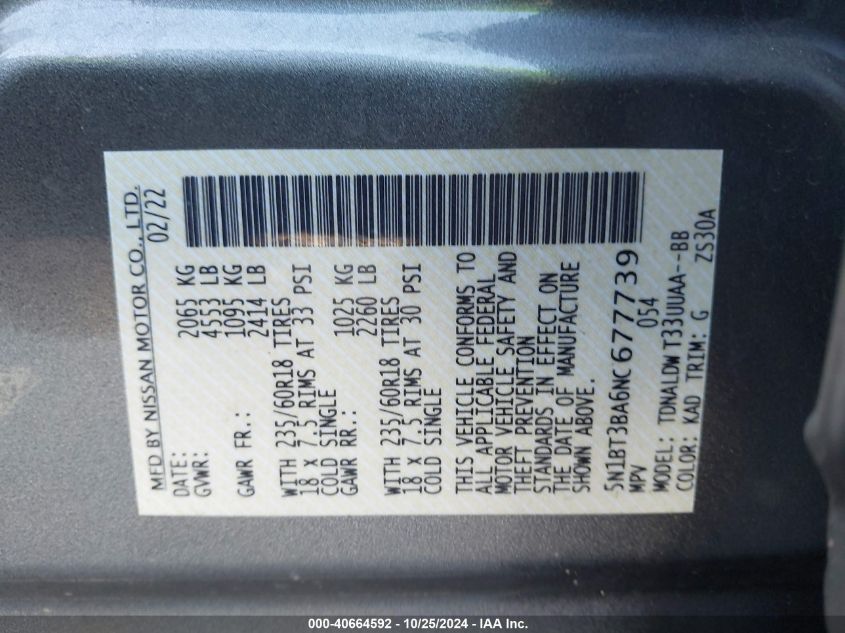 MFD BY NISSAN MOTOR CO., LTD.
DATE: 02/22
GVWR: 2065 KG
4553 LB
GAWR FR.: 1095 KG
2414 LB
WITH 235/60R18 TIRES
18 X 7.5 RIMS AT 33 PSI
COLD SINGLE
GAWR RR.: 1025 KG
2260 LB
WITH 235/60R18 TIRES
18 X 7.5 RIMS AT 30 PSI
COLD SINGLE
THIS VEHICLE CONFORMS TO
ALL APPLICABLE FEDERAL
MOTOR VEHICLE SAFETY AND
THEFT PREVENTION
STANDARDS IN EFFECT ON
THE DATE OF MANUFACTURE
SHOWN ABOVE.
5N1BT3BA6NC677739
MPV 054
MODEL: TDNALDW T33UUAA--BB
COLOR: KAD TRIM: G ZS30A
000-40664592 - 10/25/2024 - IAA Inc.